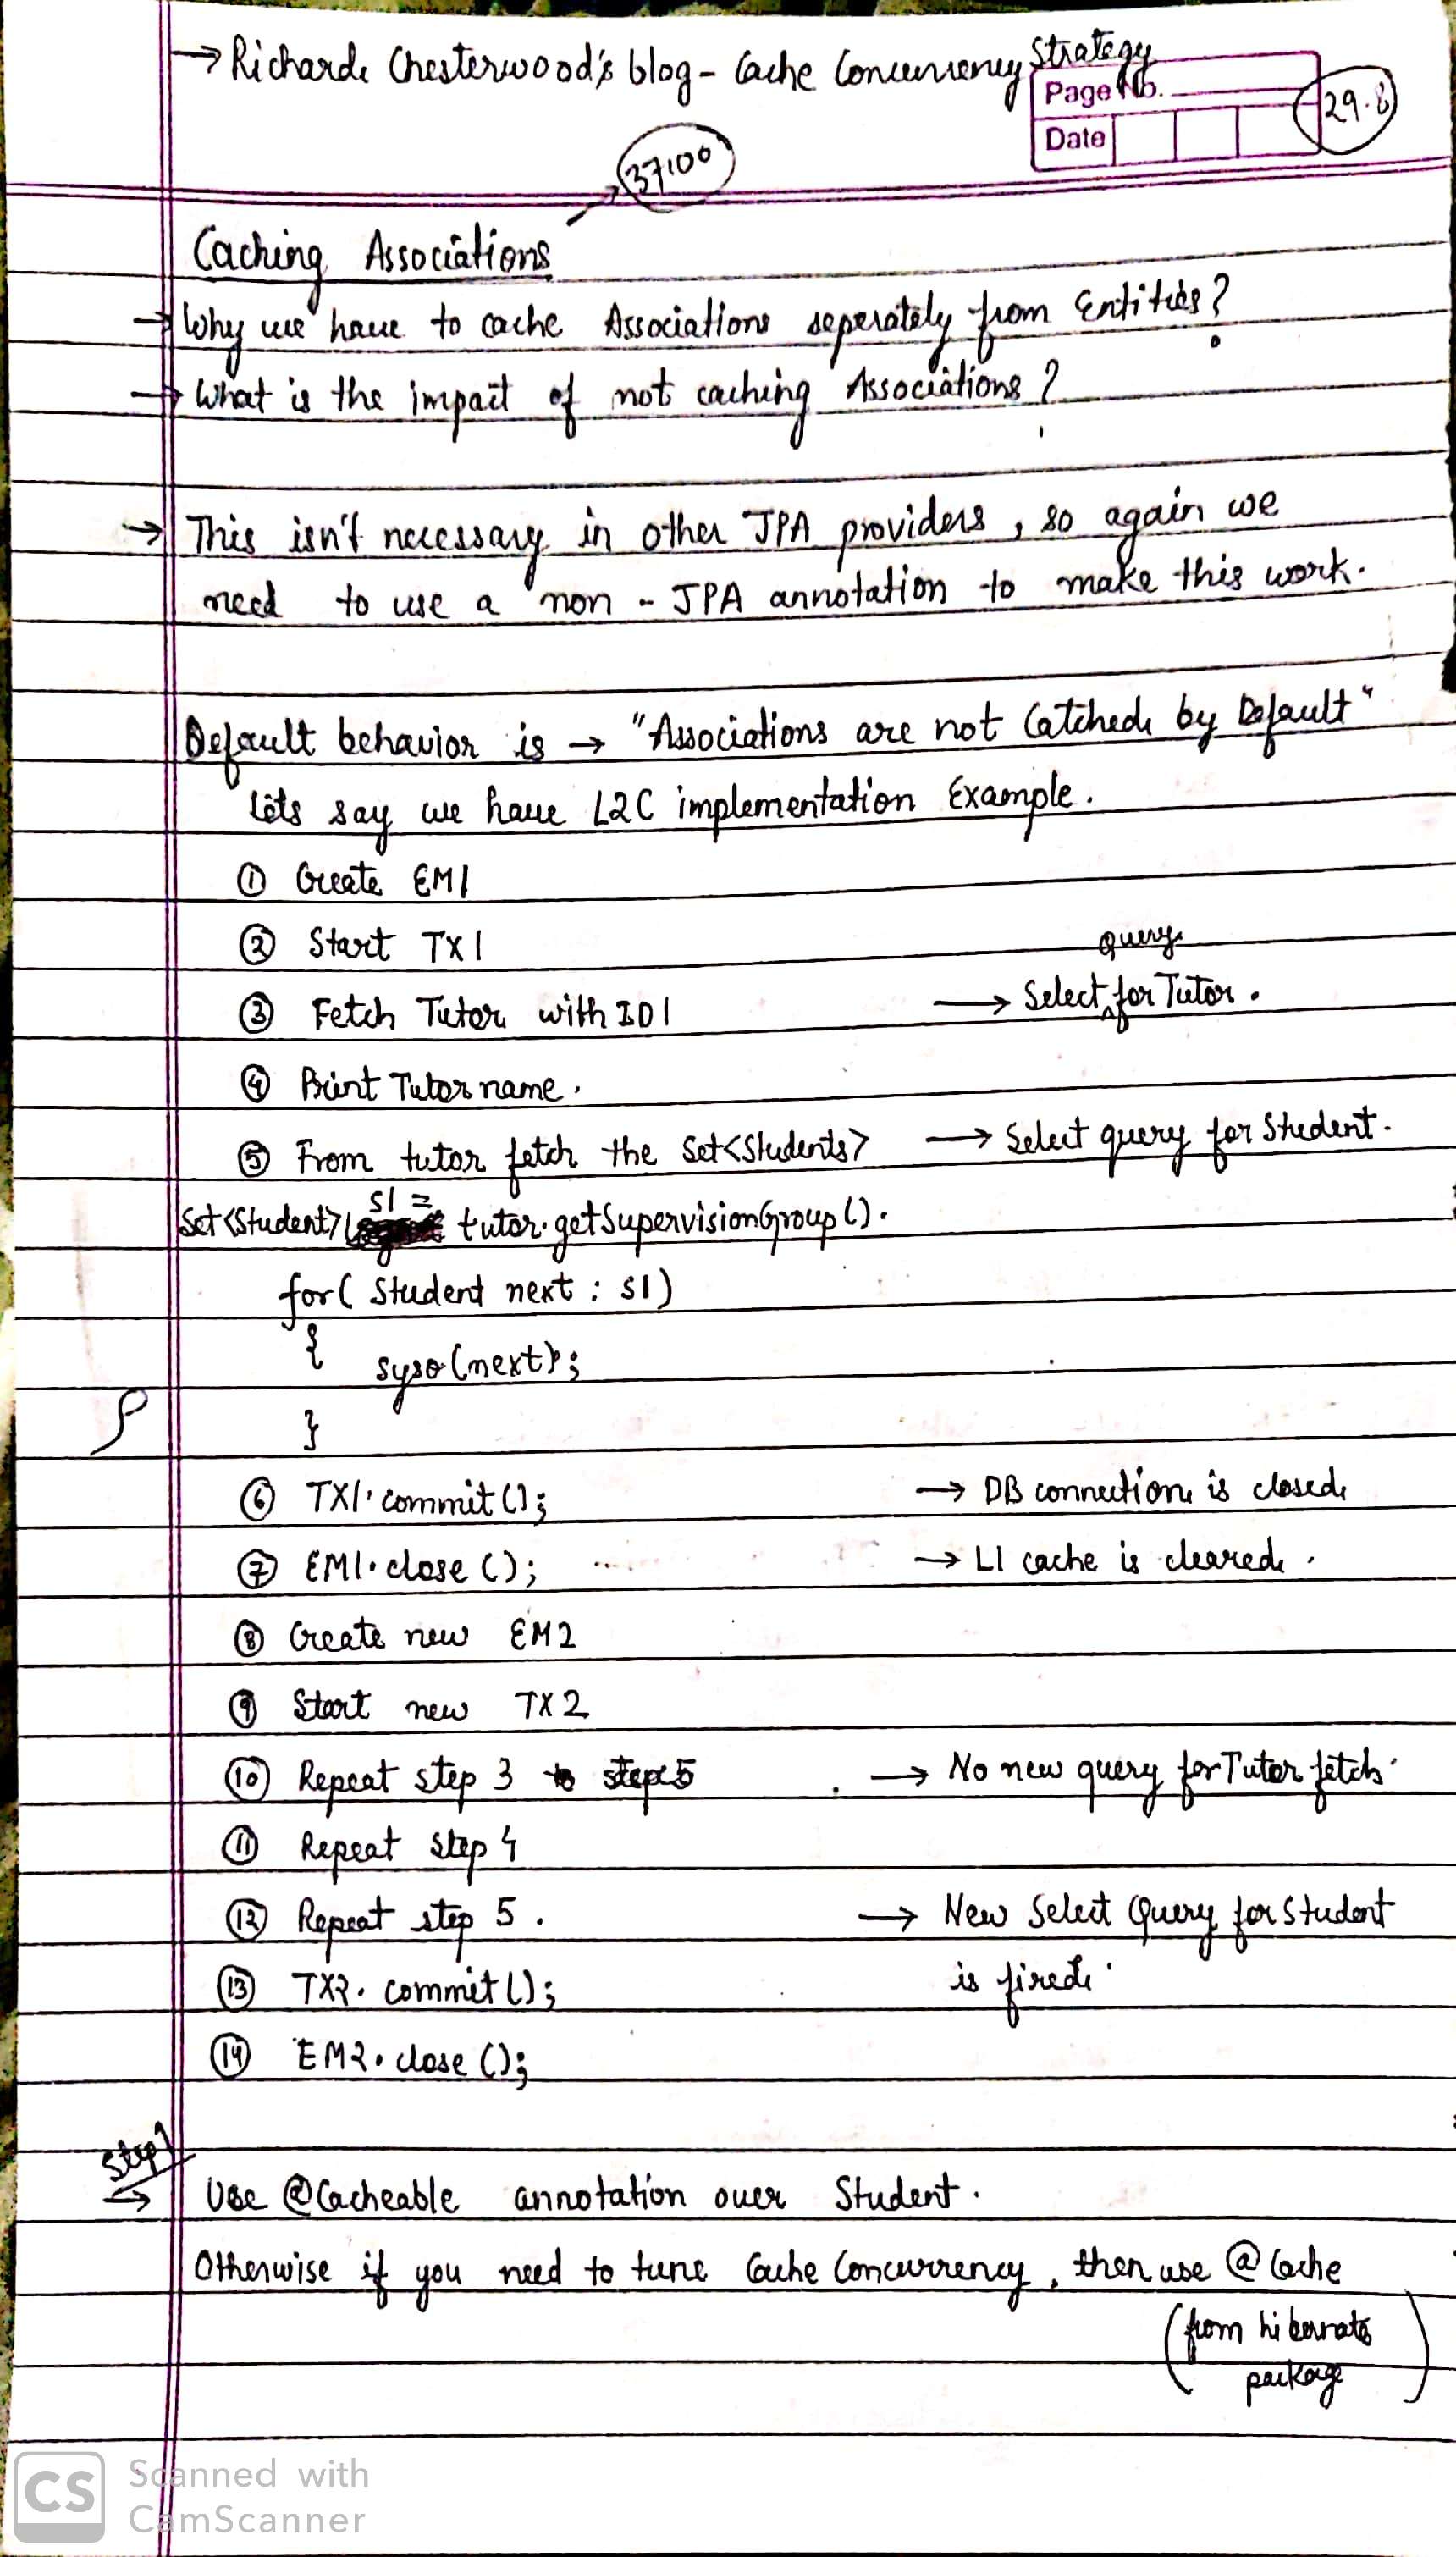 → Richard Chesterwood's blog - Cache Concurrency Strategy
Page No.
Date
29.8
37:00
Caching Associations
→ Why we have to cache Associations seperately from Entities?
→ What is the impact of not caching Associations?
→ This isn't necessary in other JPA providers, so again we
need to use a non - JPA annotation to make this work.
Default behavior is → "Associations are not Catched by Default"
Lets say we have L2C implementation Example.
① Create EM1
② Start TX1
③ Fetch Tutor with ID1 → Select query for Tutor.
④ Print Tutor name.
⑤ From tutor fetch the Set<Students> → Select query for Student.
Set<Student> S1 = tutor.getSupervisionGroup().
for( Student next : S1)
{
syso(next);
}
⑥ TX1.commit(); → DB connection is closed
⑦ EM1.close(); → L1 cache is cleared.
⑧ Create new EM2
⑨ Start new TX2
⑩ Repeat step 3 → No new query for Tutor fetch.
⑪ Repeat step 4
⑫ Repeat step 5. → New Select Query for Student
is fired.
⑬ TX2.commit();
⑭ EM2.close();
Step 1
→ Use @Cacheable annotation over Student.
Otherwise if you need to tune Cache Concurrency, then use @Cache
(from hibernate
package)
CS Scanned with
CamScanner